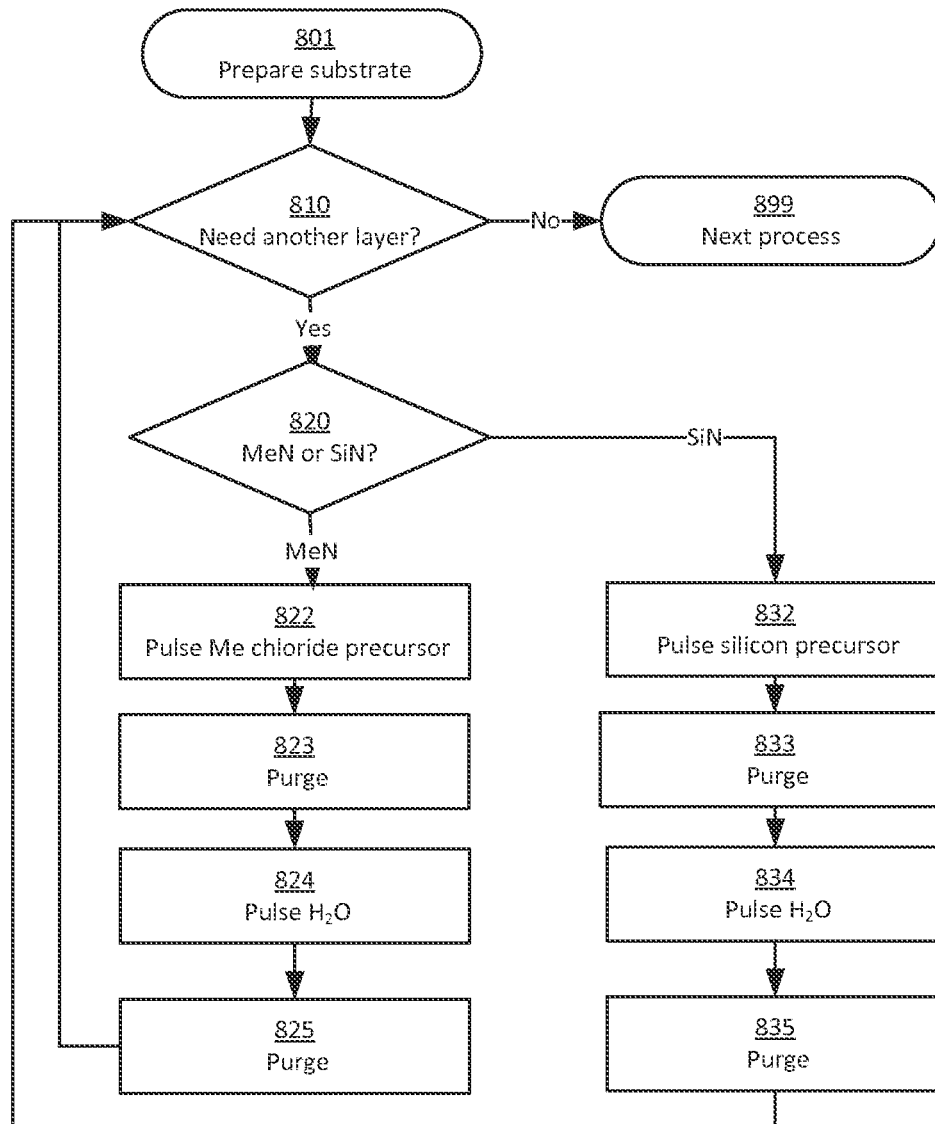 801
Prepare substrate
810
Need another layer?
No
899
Next process
Yes
820
MeN or SiN?
SiN
MeN
822
Pulse Me chloride precursor
832
Pulse silicon precursor
823
Purge
833
Purge
824
Pulse H₂O
834
Pulse H₂O
825
Purge
835
Purge